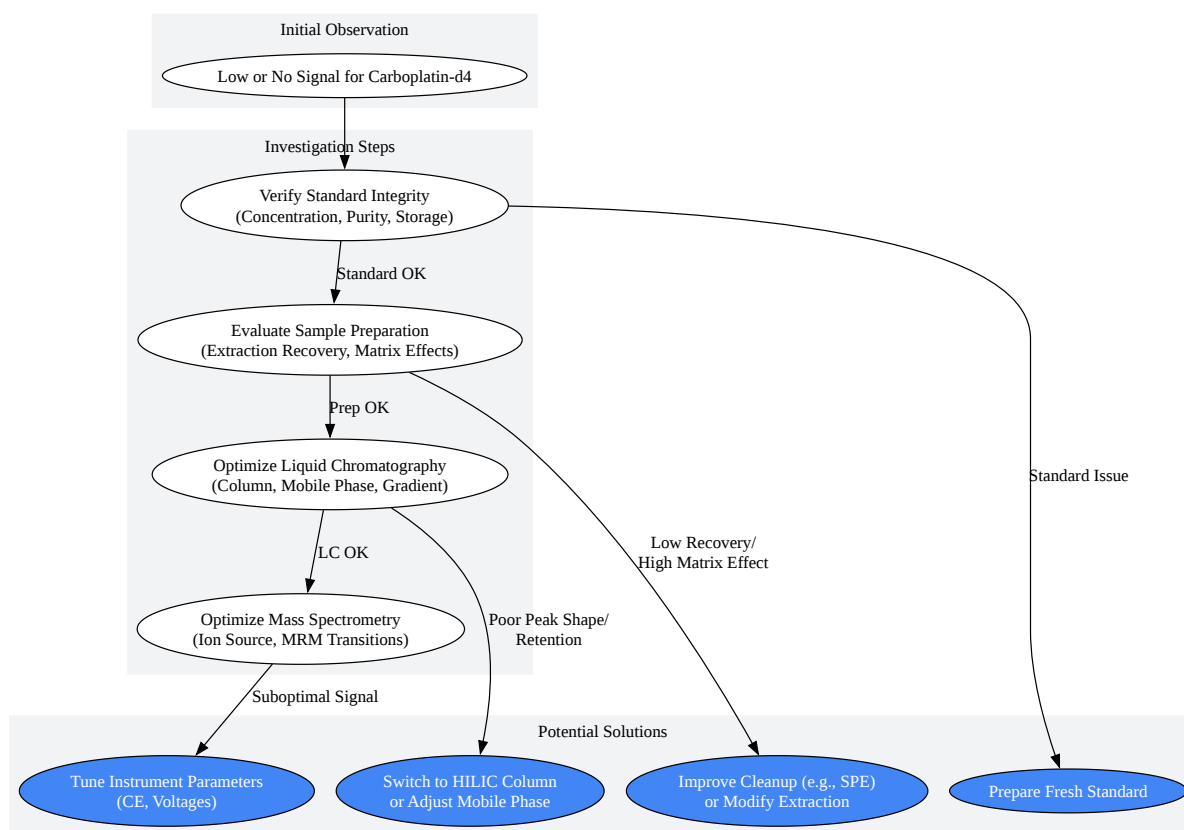 Initial Observation
Low or No Signal for Carboplatin-d4
Investigation Steps
Verify Standard Integrity
(Concentration, Purity, Storage)
Standard OK
Evaluate Sample Preparation
(Extraction Recovery, Matrix Effects)
Prep OK
Optimize Liquid Chromatography
(Column, Mobile Phase, Gradient)
Standard Issue
LC OK
Low Recovery/
High Matrix Effect
Optimize Mass Spectrometry
(Ion Source, MRM Transitions)
Poor Peak Shape/
Retention
Suboptimal Signal
Potential Solutions
Tune Instrument Parameters
(CE, Voltages)
Switch to HILIC Column
or Adjust Mobile Phase
Improve Cleanup (e.g., SPE)
or Modify Extraction
Prepare Fresh Standard